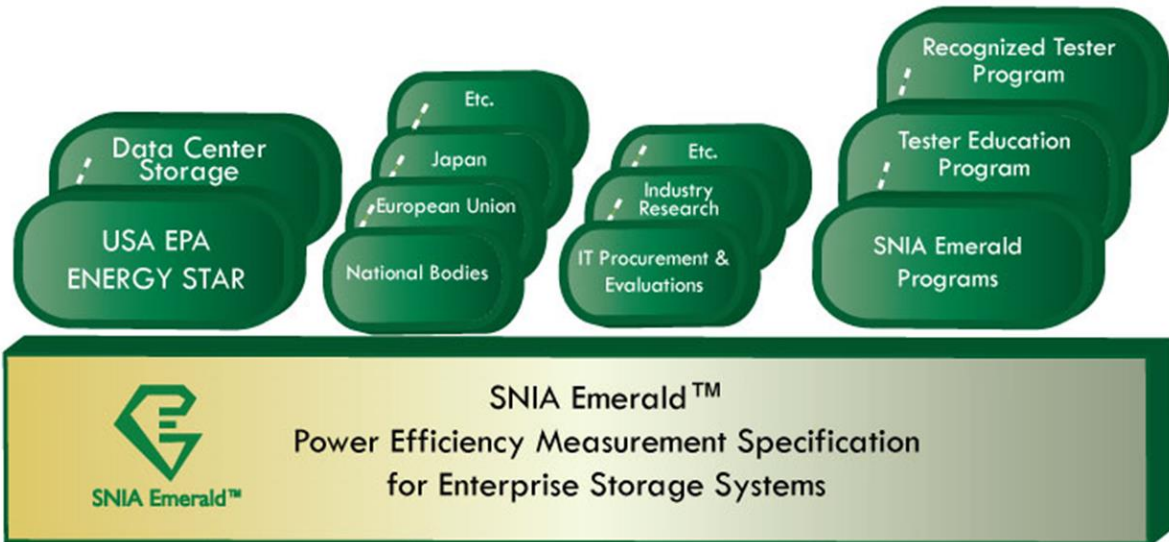 Data Center
Storage
USA EPA
ENERGY STAR
Etc.
Japan
European Union
National Bodies
Etc.
Industry
Research
IT Procurement &
Evaluations
Recognized Tester
Program
Tester Education
Program
SNIA Emerald
Programs
SNIA Emerald™
Power Efficiency Measurement Specification
for Enterprise Storage Systems
SNIA Emerald™